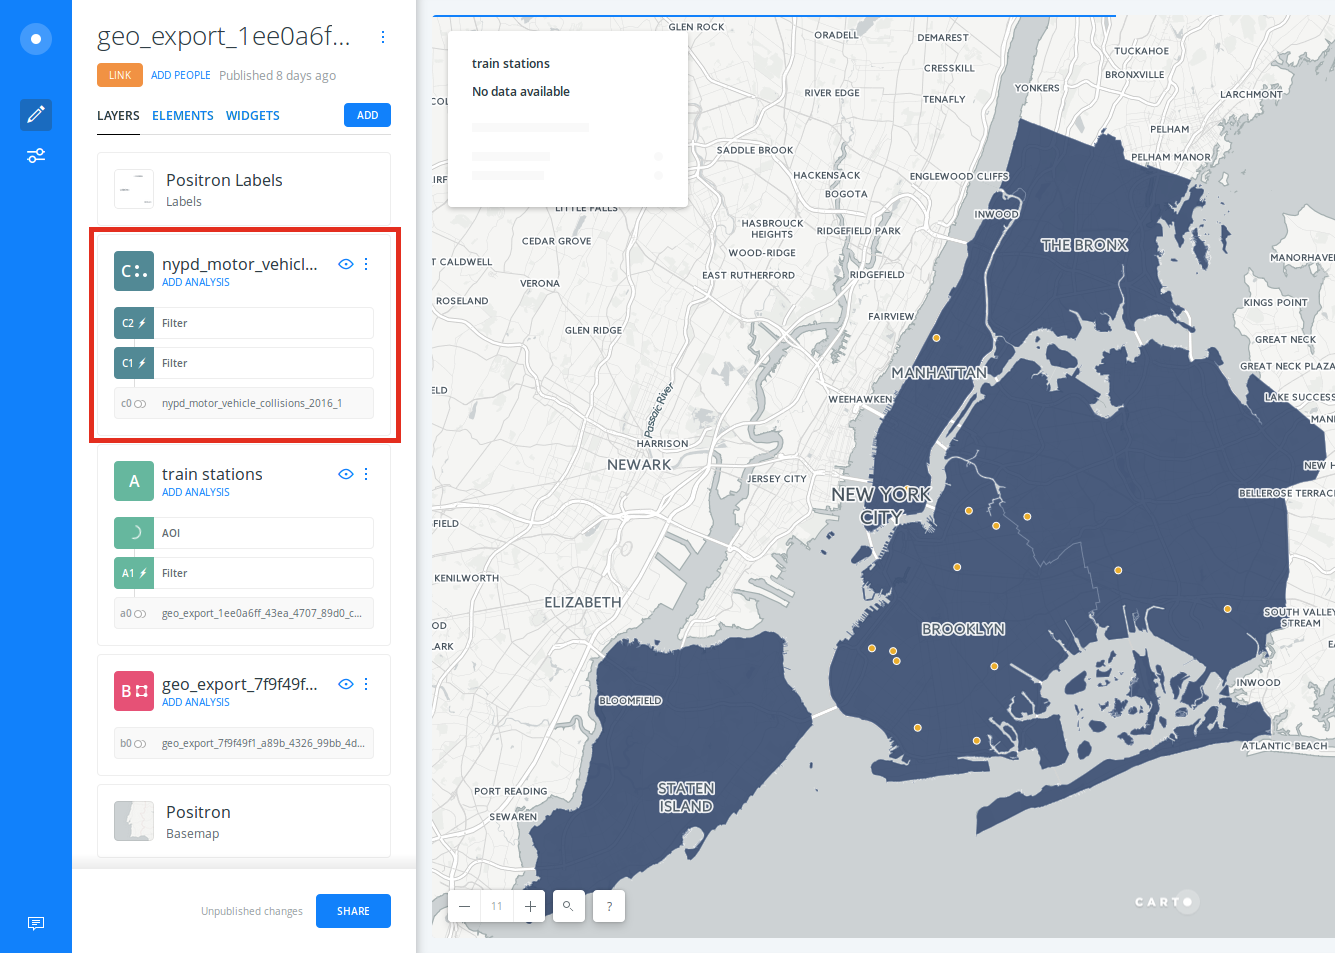 geo_export_1ee0a6f...
LINK
ADD PEOPLE
Published 8 days ago
LAYERS
ELEMENTS
WIDGETS
ADD
Positron Labels
Labels
nypd_motor_vehicl...
ADD ANALYSIS
C2
Filter
C1
Filter
c0
nypd_motor_vehicle_collisions_2016_1
A
train stations
ADD ANALYSIS
AOI
A1
Filter
a0
geo_export_1ee0a6ff_43ea_4707_89d0_c...
B
geo_export_7f9f49f...
ADD ANALYSIS
b0
geo_export_7f9f49f1_a89b_4326_99bb_4d...
Positron
Basemap
Unpublished changes
SHARE
train stations
No data available
GLEN ROCK
ORADELL
DEMAREST
TUCKAHOE
CRESSKILL
BRONXVILLE
YONKERS
RIVER EDGE
TENAFLY
LARCHMONT
PELHAM
SADDLE BROOK
PELHAM MANOR
HACKENSACK
ENGLEWOOD CLIFFS
BOGOTA
LITTLE FALLS
INWOOD
HASBROUCK
HEIGHTS
RIDGEFIELD PARK
CEDAR GROVE
THE BRONX
WOOD-RIDGE
T CALDWELL
MANORHAVE
EAST RUTHERFORD
RIDGEFIELD
VERONA
ROSELAND
KINGS POINT
FAIRVIEW
GLEN RIDGE
GREAT NECK
GREAT NECK PLAZA
MANHATTAN
ELD
Passaic River
WEEHAWKEN
LAKE SUCCESS
HARRISON
NEWARK
NEW H
JERSEY CITY
NEW YORK
CITY
BELLEROSE TERRAC
FIELD
KENILWORTH
ELIZABETH
SOUTH VALLEY
STREAM
BROOKLYN
OD
LARK
INWOOD
BLOOMFIELD
ATLANTIC BEACH
STATEN
ISLAND
PORT READING
SEWAREN
11
?
CARTO